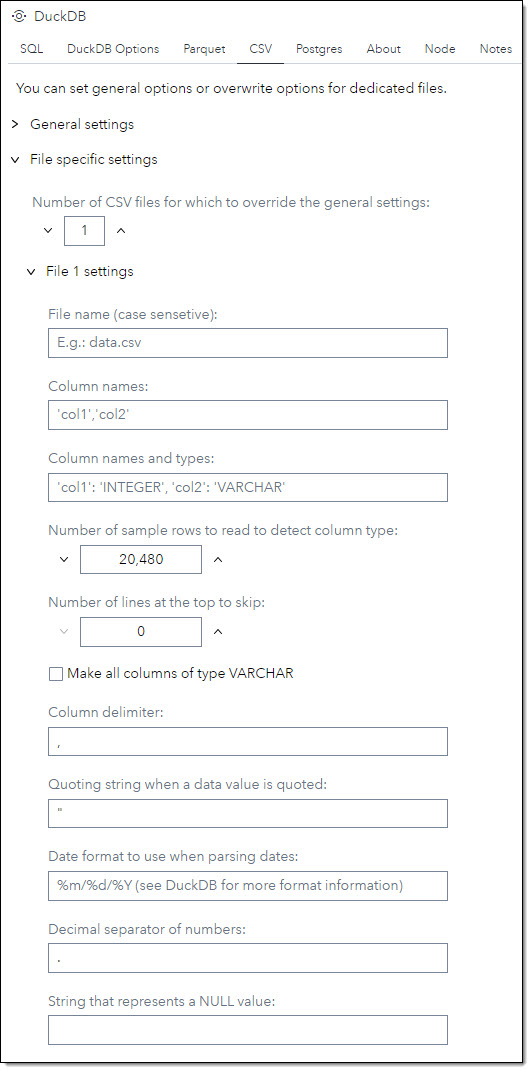 DuckDB
SQL DuckDB Options Parquet CSV Postgres About Node Notes
You can set general options or overwrite options for dedicated files.
General settings
File specific settings
Number of CSV files for which to override the general settings:
1
File 1 settings
File name (case sensetive):
E.g.: data.csv
Column names:
'col1','col2'
Column names and types:
'col1': 'INTEGER', 'col2': 'VARCHAR'
Number of sample rows to read to detect column type:
20,480
Number of lines at the top to skip:
0
Make all columns of type VARCHAR
Column delimiter:
,
Quoting string when a data value is quoted:
"
Date format to use when parsing dates:
%m/%d/%Y (see DuckDB for more format information)
Decimal separator of numbers:
.
String that represents a NULL value: